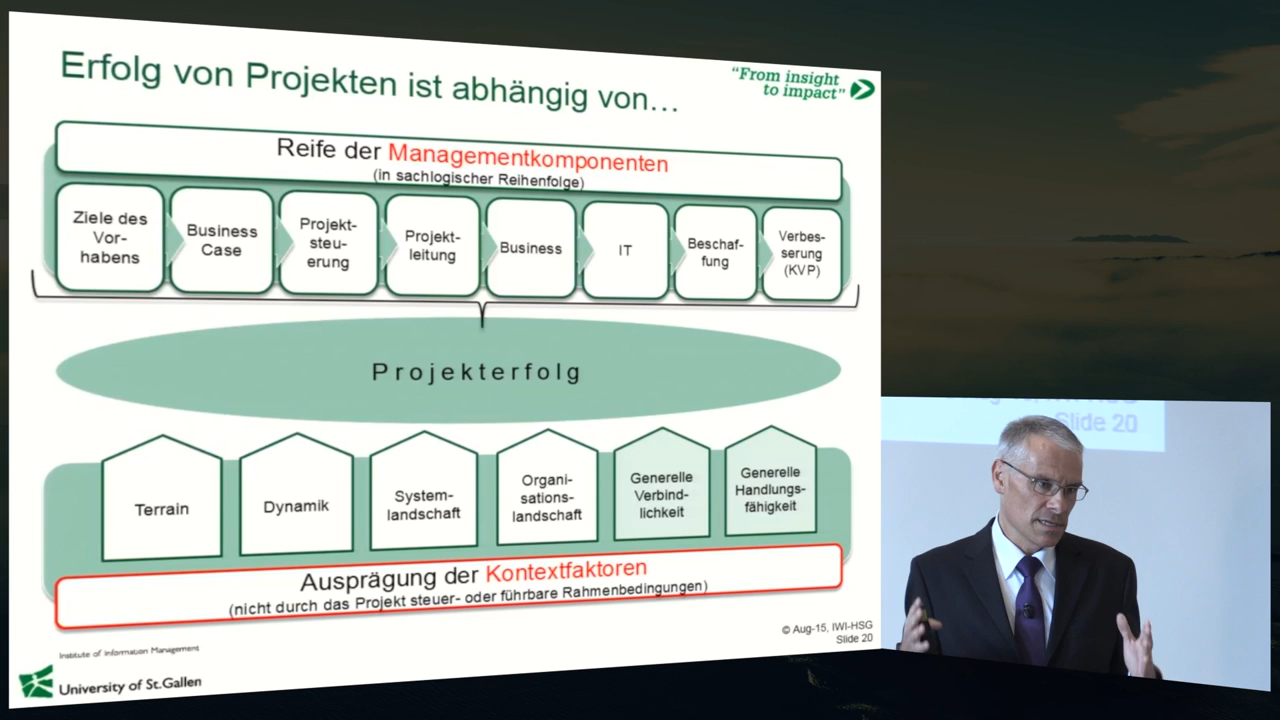 Erfolg von Projekten ist abhängig von…
"From insight
to impact"
Reife der Managementkomponenten
(in sachlogischer Reihenfolge)
Ziele des
Vor-
habens
Business
Case
Projekt-
steu-
erung
Projekt-
leitung
Business
IT
Beschaf-
fung
Verbes-
serung
(KVP)
Projekterfolg
Terrain
Dynamik
System-
landschaft
Organi-
sations-
landschaft
Generelle
Verbind-
lichkeit
Generelle
Handlungs-
fähigkeit
Ausprägung der Kontextfaktoren
(nicht durch das Projekt steuer- oder führbare Rahmenbedingungen)
© Aug-15, IWI-HSG
Slide 20
Institute of Information Management
University of St.Gallen
Slide 20